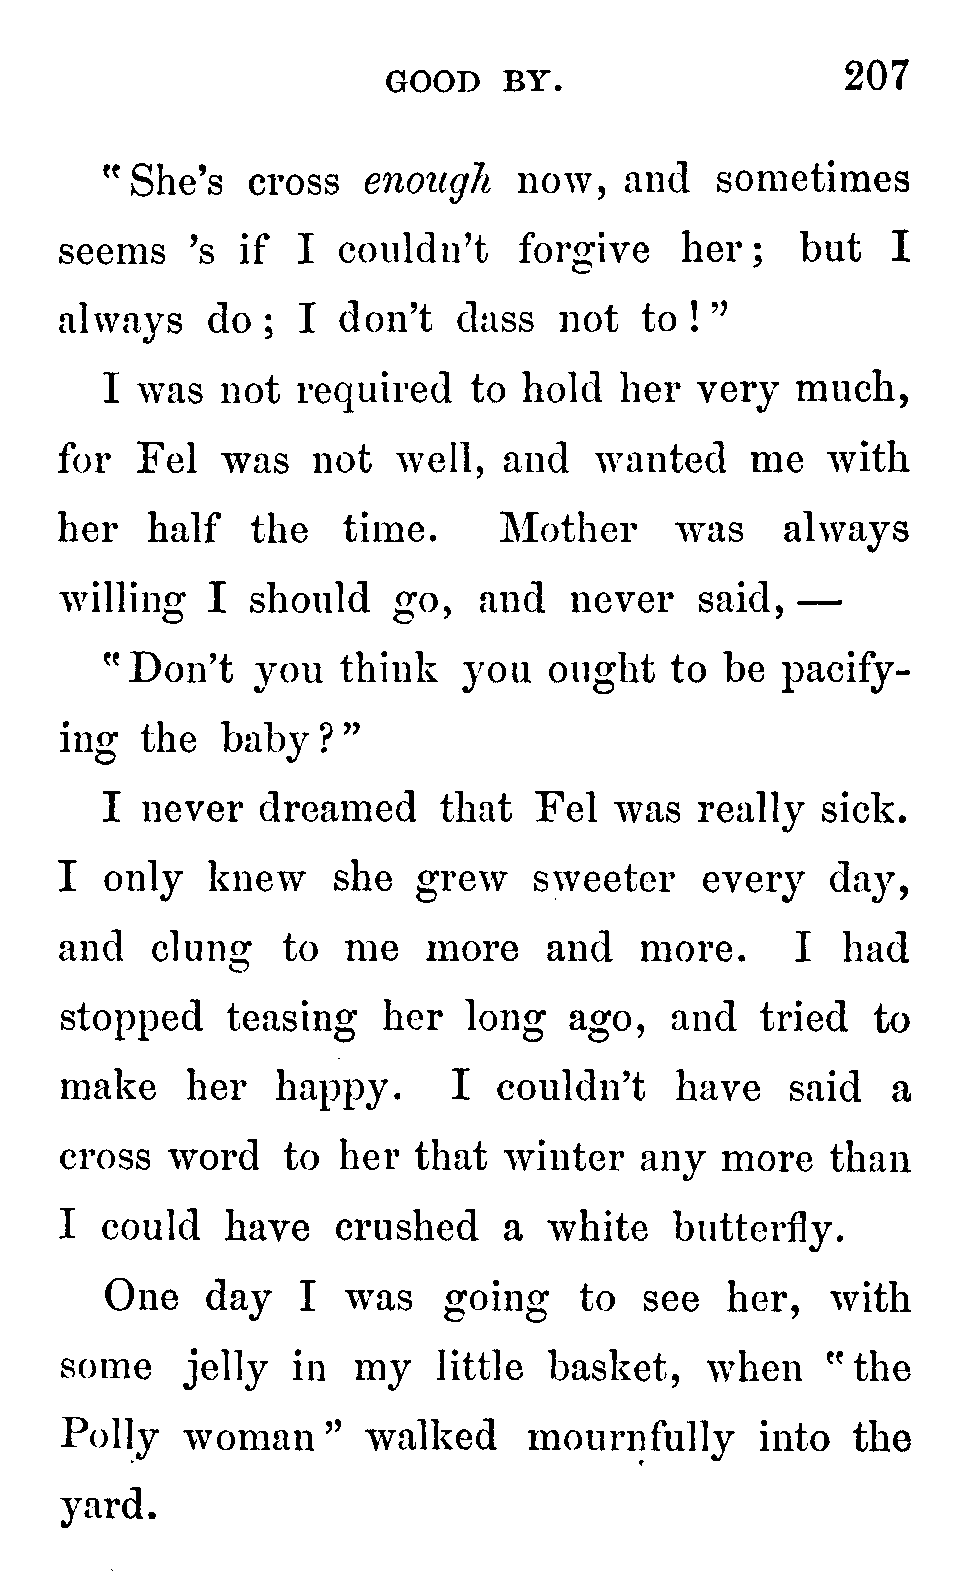 GOOD BY. 207
"She's cross enough now, and sometimes
seems 's if I couldn't forgive her; but I
always do; I don't dass not to!"
I was not required to hold her very much,
for Fel was not well, and wanted me with
her half the time. Mother was always
willing I should go, and never said,—
"Don't you think you ought to be pacify-
ing the baby?"
I never dreamed that Fel was really sick.
I only knew she grew sweeter every day,
and clung to me more and more. I had
stopped teasing her long ago, and tried to
make her happy. I couldn't have said a
cross word to her that winter any more than
I could have crushed a white butterfly.
One day I was going to see her, with
some jelly in my little basket, when "the
Polly woman" walked mournfully into the
yard.